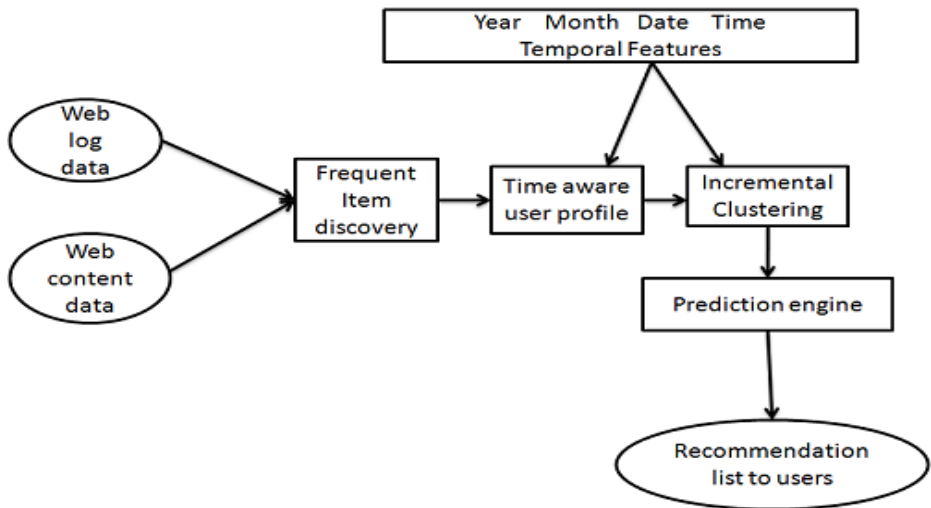 Year Month Date Time
Temporal Features
Web
log
data
Web
content
data
Frequent
Item
discovery
Time aware
user profile
Incremental
Clustering
Prediction engine
Recommendation
list to users